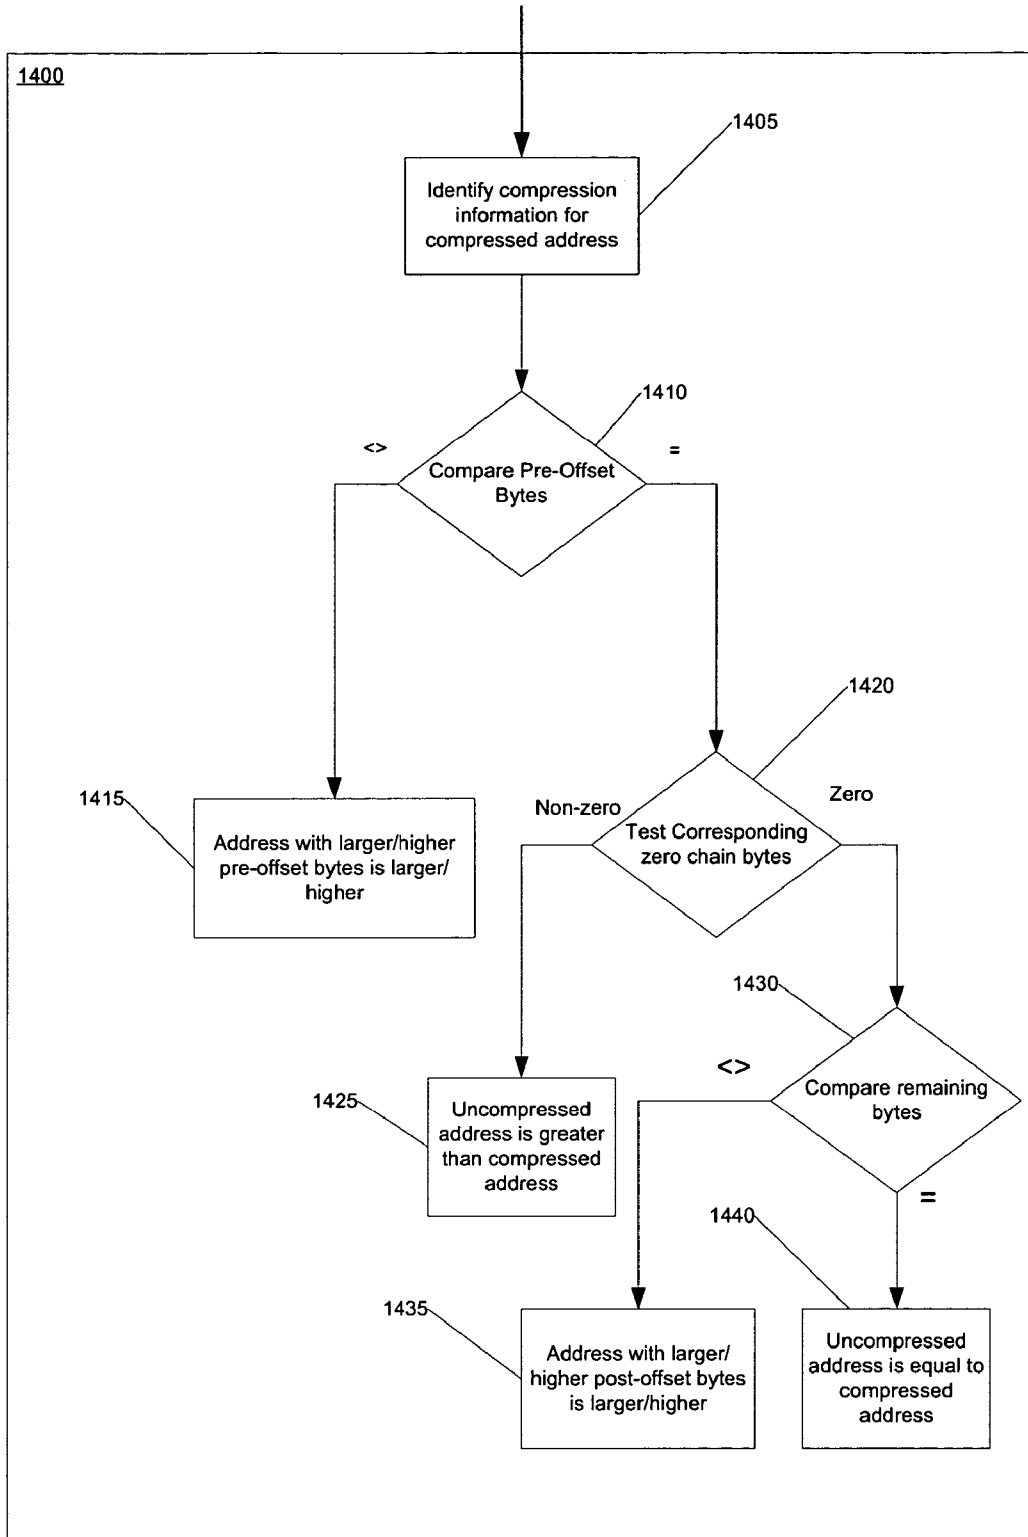 1400
1405
Identify compression
information for
compressed address
1410
<>
=
Compare Pre-Offset
Bytes
1420
Non-zero
Zero
Test Corresponding
zero chain bytes
1415
Address with larger/higher
pre-offset bytes is larger/
higher
1430
<>
Compare remaining
bytes
=
1425
Uncompressed
address is greater
than compressed
address
1440
1435
Address with larger/
higher post-offset bytes
is larger/higher
Uncompressed
address is equal to
compressed
address